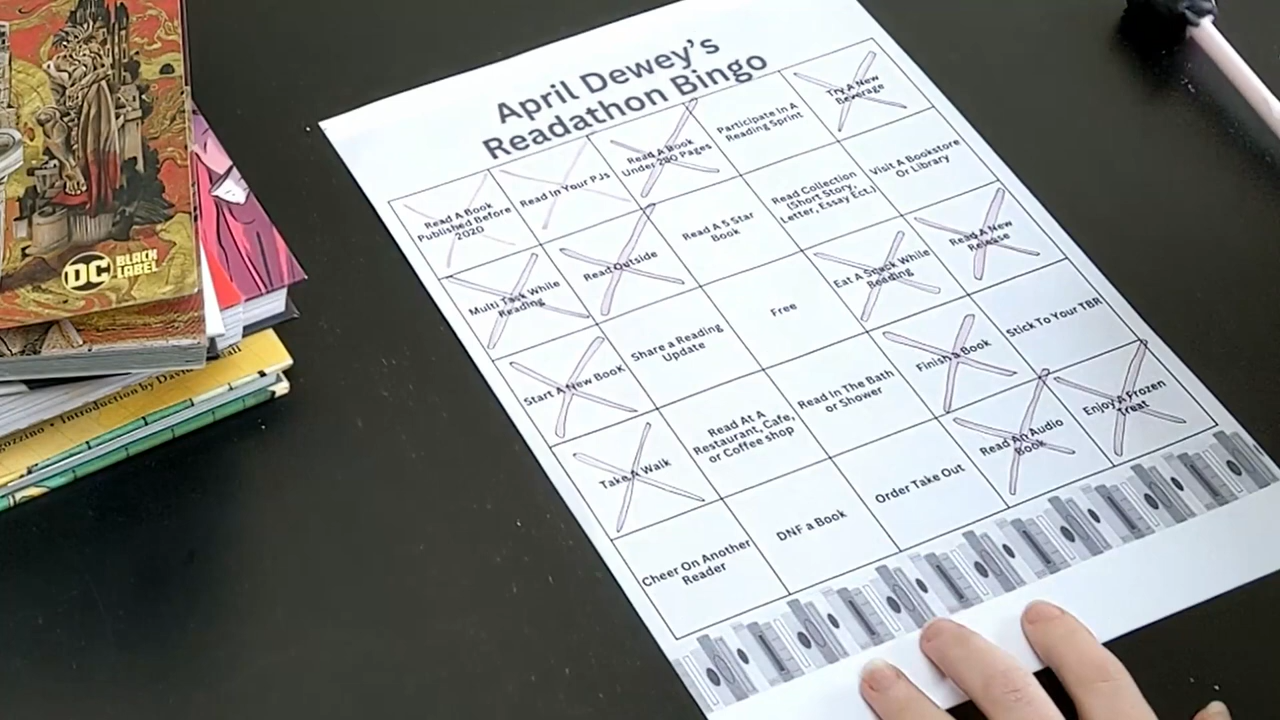 DC
BLACK
LABEL
gozzino • Introduction by David
all
April Dewey's
Readathon Bingo
Read A Book
Published Before
2020
Read In Your PJs
Read A Book
Under 200 Pages
Participate In A
Reading Sprint
Try A New
Beverage
Multi Task While
Reading
Read Outside
Read A 5 Star
Book
Read Collection
(Short Story,
Letter, Essay Ect.)
Visit A Bookstore
Or Library
Start A New Book
Share a Reading
Update
Free
Eat A Snack While
Reading
Read A New
Release
Take A Walk
Read At A
Restaurant, Cafe,
or Coffee shop
Read In The Bath
or Shower
Finish a Book
Stick To Your TBR
Cheer On Another
Reader
DNF a Book
Order Take Out
Read An Audio
Book
Enjoy A Frozen
Treat